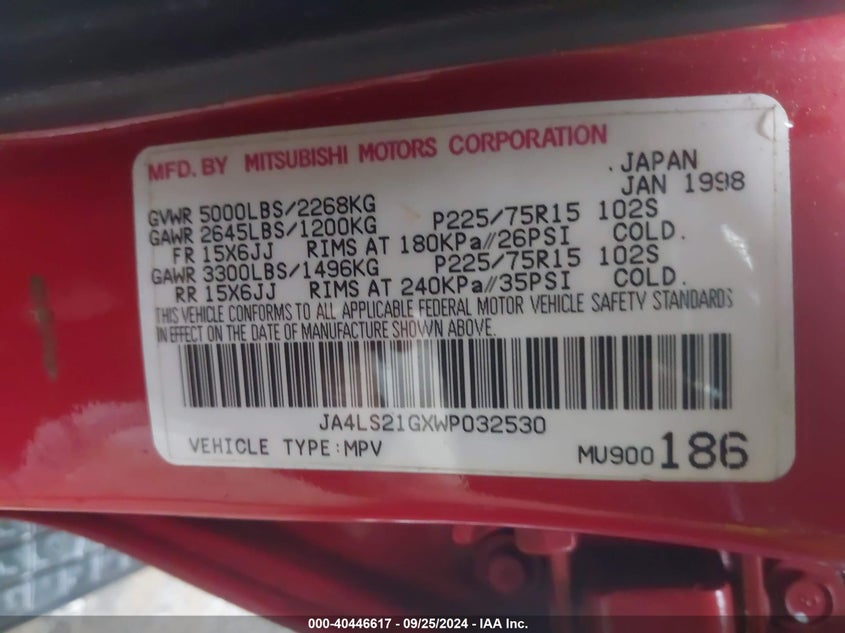 MFD. BY MITSUBISHI MOTORS CORPORATION
.JAPAN
JAN 1998
GVWR 5000LBS/2268KG
GAWR 2645LBS/1200KG P225/75R15 102S
FR 15X6JJ RIMS AT 180KPa//26PSI COLD.
GAWR 3300LBS/1496KG P225/75R15 102S
RR 15X6JJ RIMS AT 240KPa//35PSI COLD.
THIS VEHICLE CONFORMS TO ALL APPLICABLE FEDERAL MOTOR VEHICLE SAFETY STANDARDS
IN EFFECT ON THE DATE OF MANUFACTURE SHOWN ABOVE.
JA4LS21GXWP032530
VEHICLE TYPE:MPV
MU900186
000-40446617 / 09/25/2024 - IAA Inc.